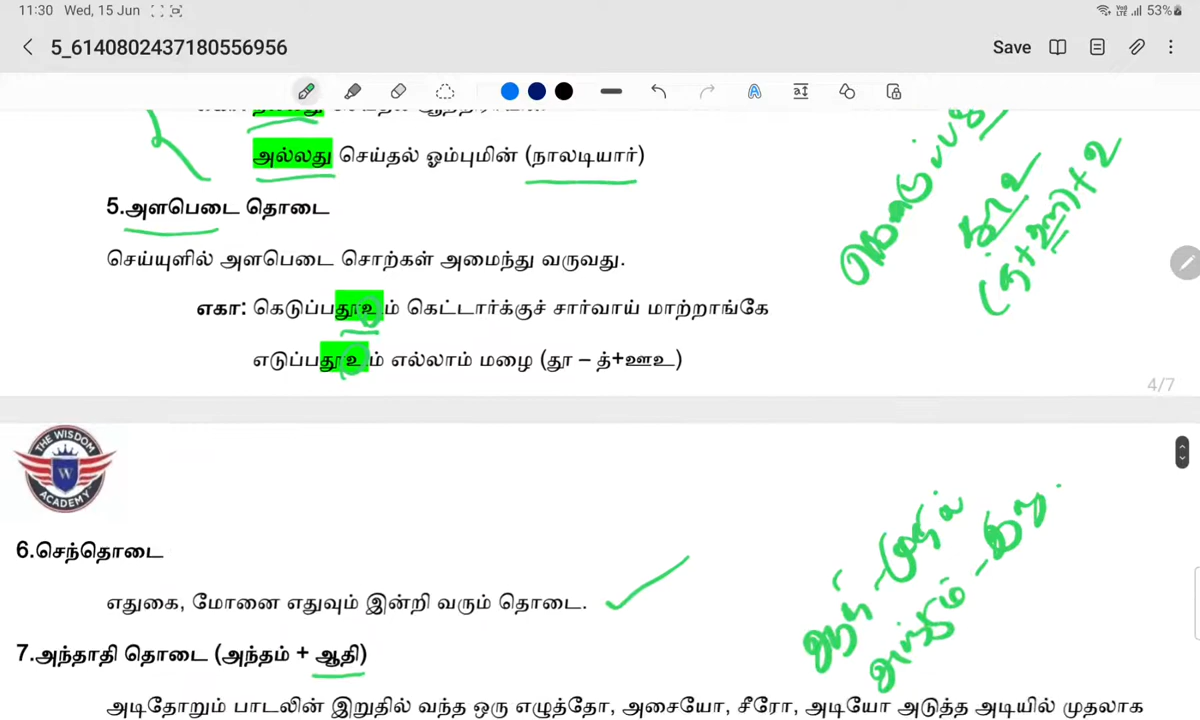 11:30 Wed, 15 Jun 53%
5_6140802437180556956 Save
அல்லது செய்தல் ஓம்புமின் (நாலடியார்)
5.அளபெடை தொடை
செய்யுளில் அளபெடை சொற்கள் அமைந்து வருவது.
எகா: கெடுப்பதூஉம் கெட்டார்க்குச் சார்வாய் மாற்றாங்கே
எடுப்பதூஉம் எல்லாம் மழை (தூ – த்+ஊஉ)
4/7
THE WISDOM
W
ACADEMY
6.செந்தொடை
எதுகை, மோனை எதுவும் இன்றி வரும் தொடை.
7.அந்தாதி தொடை (அந்தம் + ஆதி)
அடிதோறும் பாடலின் இறுதில் வந்த ஒரு எழுத்தோ, அசையோ, சீரோ, அடியோ அடுத்த அடியில் முதலாக